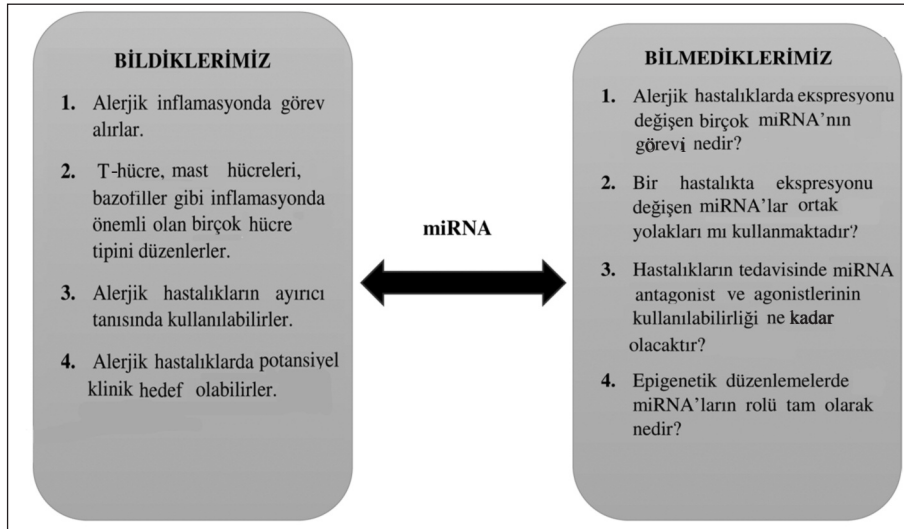 BİLDİKLERİMİZ
1. Alerjik inflamasyonda görev
alırlar.
2. T-hücre, mast hücreleri,
bazofiller gibi inflamasyonda
önemli olan birçok hücre
tipini düzenlerler.
3. Alerjik hastalıkların ayırıcı
tanısında kullanılabilirler.
4. Alerjik hastalıklarda potansiyel
klinik hedef olabilirler.
miRNA
BİLMEDİKLERİMİZ
1. Alerjik hastalıklarda ekspresyonu
değişen birçok miRNA’nın
görevi nedir?
2. Bir hastalıkta ekspresyonu
değişen miRNA’lar ortak
yolakları mı kullanmaktadır?
3. Hastalıkların tedavisinde miRNA
antagonist ve agonistlerinin
kullanılabilirliği ne kadar
olacaktır?
4. Epigenetik düzenlemelerde
miRNA’ların rolü tam olarak
nedir?